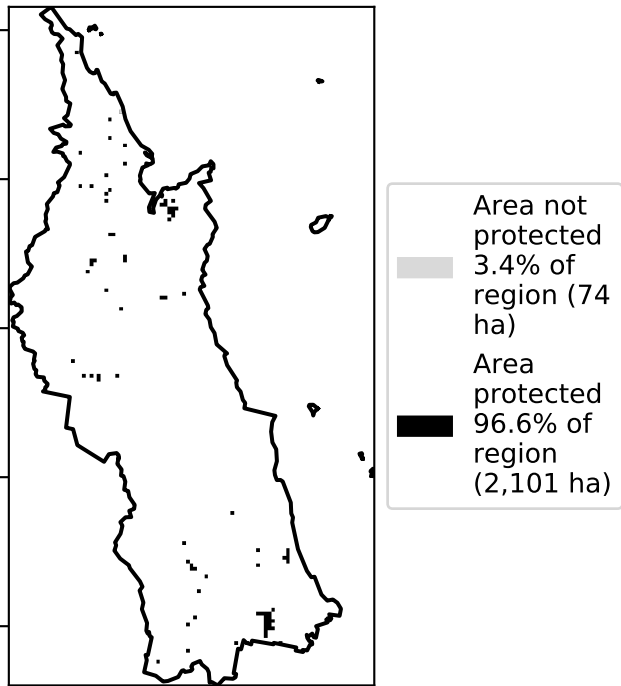 Area not
protected
3.4% of
region (74
ha)
Area
protected
96.6% of
region
(2,101 ha)